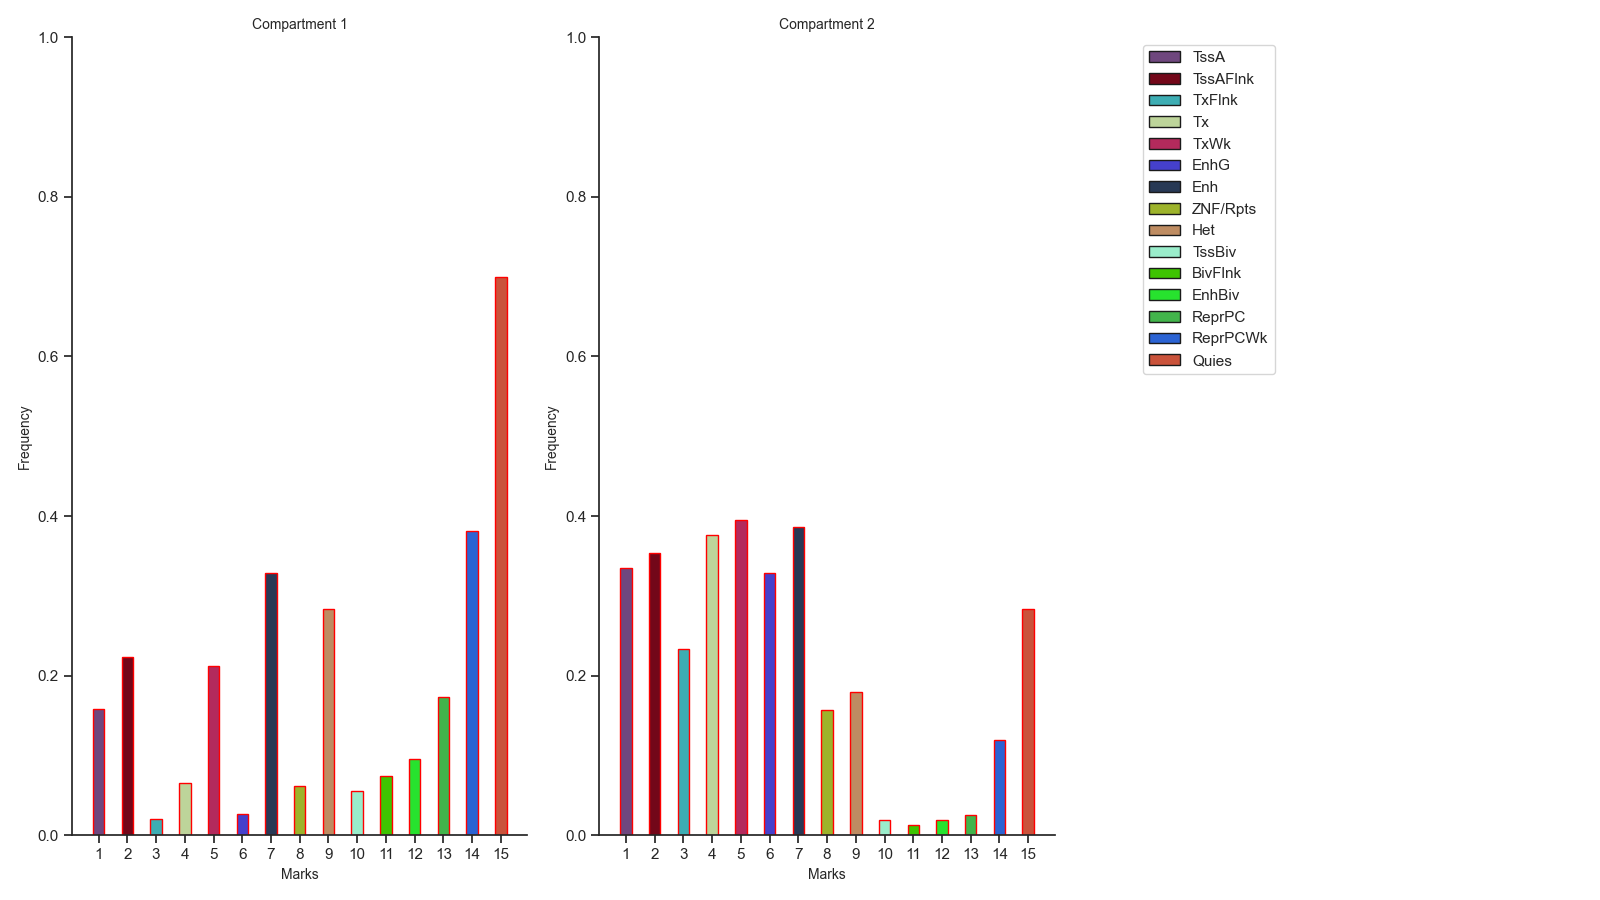 Compartment 1
1.0
0.8
0.6
0.4
0.2
0.0
Frequency
1 2 3 4 5 6 7 8 9 10 11 12 13 14 15
Marks
Compartment 2
1.0
0.8
0.6
0.4
0.2
0.0
Frequency
1 2 3 4 5 6 7 8 9 10 11 12 13 14 15
Marks
TssA
TssAFlnk
TxFlnk
Tx
TxWk
EnhG
Enh
ZNF/Rpts
Het
TssBiv
BivFlnk
EnhBiv
ReprPC
ReprPCWk
Quies